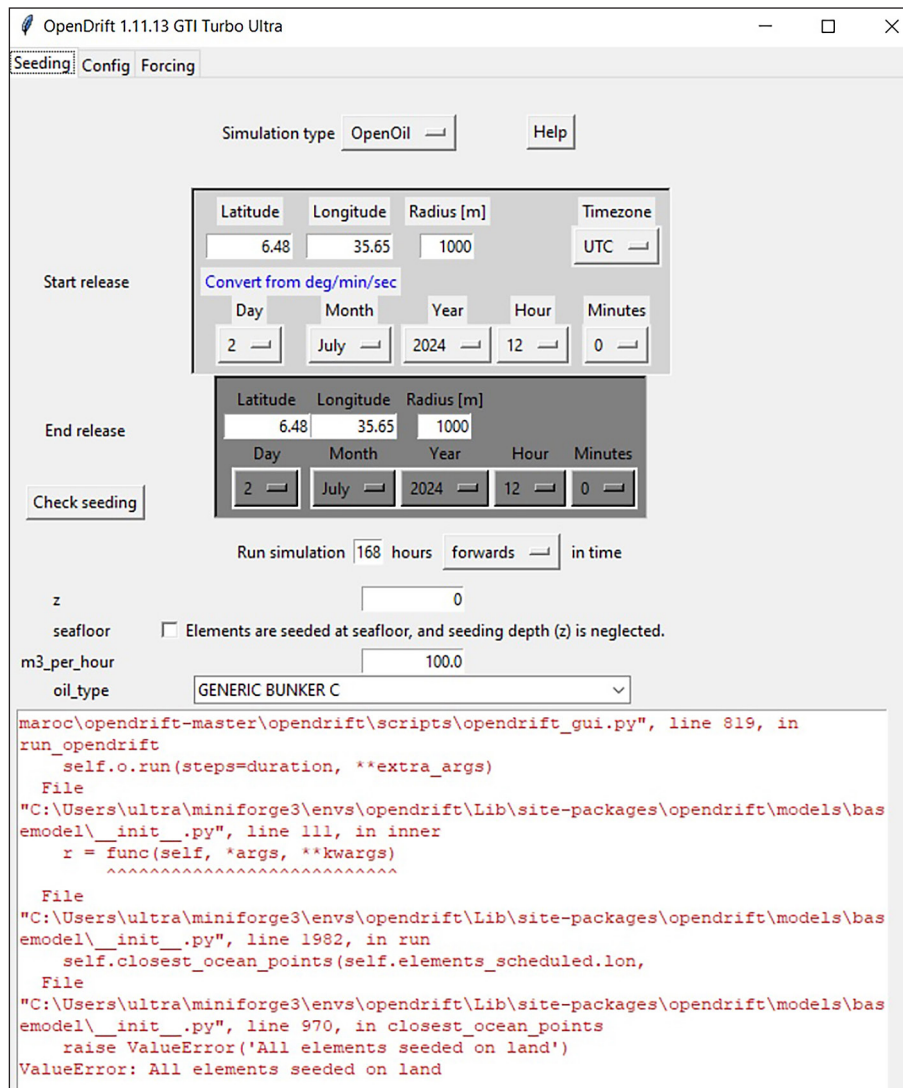 OpenDrift 1.11.13 GTI Turbo Ultra
Seeding Config Forcing
Simulation type OpenOil Help
Latitude Longitude Radius [m] Timezone
6.48 35.65 1000 UTC
Start release
Convert from deg/min/sec
Day Month Year Hour Minutes
2 July 2024 12 0
Latitude Longitude Radius [m]
End release
6.48 35.65 1000
Day Month Year Hour Minutes
2 July 2024 12 0
Check seeding
Run simulation 168 hours forwards in time
z 0
seafloor Elements are seeded at seafloor, and seeding depth (z) is neglected.
m3_per_hour 100.0
oil_type GENERIC BUNKER C
maroc\opendrift-master\opendrift\scripts\opendrift_gui.py", line 819, in
run_opendrift
self.o.run(steps=duration, **extra_args)
File
"C:\Users\ultra\miniforge3\envs\opendrift\Lib\site-packages\opendrift\models\bas
emodel\__init__.py", line 111, in inner
r = func(self, *args, **kwargs)
^^^^^^^^^^^^^^^^^^^^^^^^^^^
File
"C:\Users\ultra\miniforge3\envs\opendrift\Lib\site-packages\opendrift\models\bas
emodel\__init__.py", line 1982, in run
self.closest_ocean_points(self.elements_scheduled.lon,
File
"C:\Users\ultra\miniforge3\envs\opendrift\Lib\site-packages\opendrift\models\bas
emodel\__init__.py", line 970, in closest_ocean_points
raise ValueError('All elements seeded on land')
ValueError: All elements seeded on land